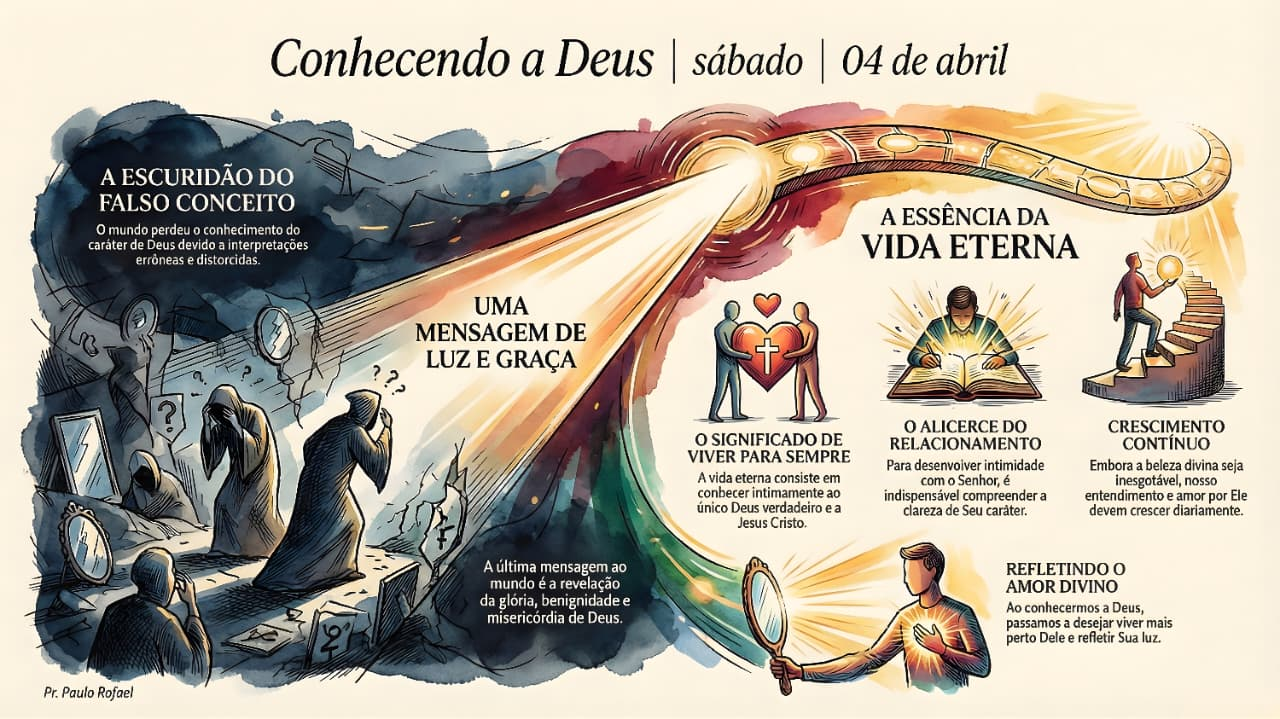 Conhecendo a Deus | sábado | 04 de abril
A ESCURIDÃO DO
FALSO CONCEITO
O mundo perdeu o conhecimento do
caráter de Deus devido a interpretações
errôneas e distorcidas.
UMA
MENSAGEM DE
LUZ E GRAÇA
A última mensagem ao
mundo é a revelação
da glória, benignidade e
misericórdia de Deus.
A ESSÊNCIA DA
VIDA ETERNA
O SIGNIFICADO DE
VIVER PARA SEMPRE
A vida eterna consiste em
conhecer intimamente ao
único Deus verdadeiro e a
Jesus Cristo.
O ALICERCE DO
RELACIONAMENTO
Para desenvoiver intimidade
com o Senhor, é
indispensável compreender a
clareza de Seu caráter.
CRESCIMENTO
CONTÍNUO
Embora a beleza divina seja
inesgotável, nosso
entendimento e amor por Ele
devem crescer diariamente.
REFLETINDO O
AMOR DIVINO
Ao conhecermos a Deus,
passamos a desejar viver mais
perto Dele e refletir Sua luz.
? ? ? ?
?
Pr. Paulo Rofael